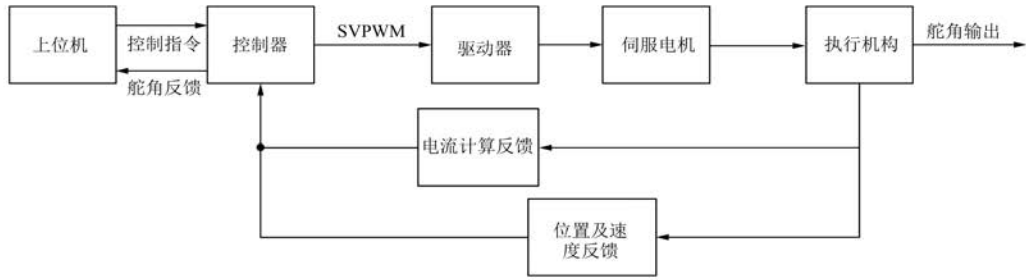 上位机
控制指令
舵角反馈
控制器
SVPWM
驱动器
伺服电机
执行机构
舵角输出
电流计算反馈
位置及速
度反馈